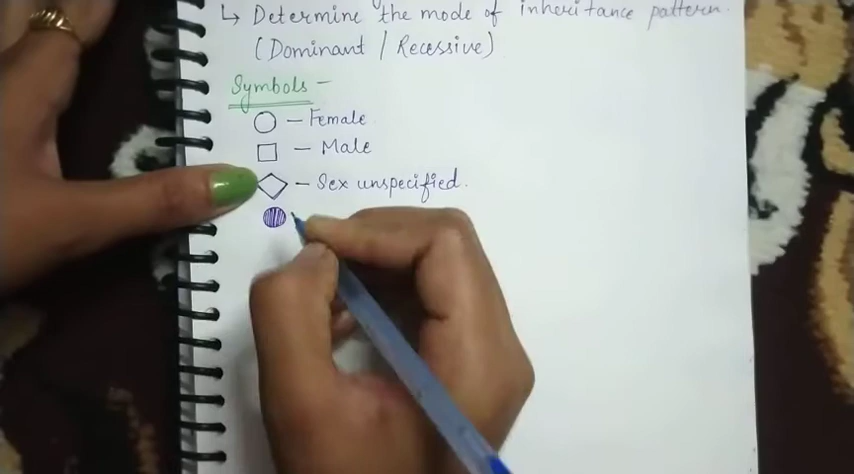 ↳ Determine the mode of inheritance pattern.
(Dominant / Recessive)
Symbols -
○ - Female
□ - Male
◇ - Sex unspecified.